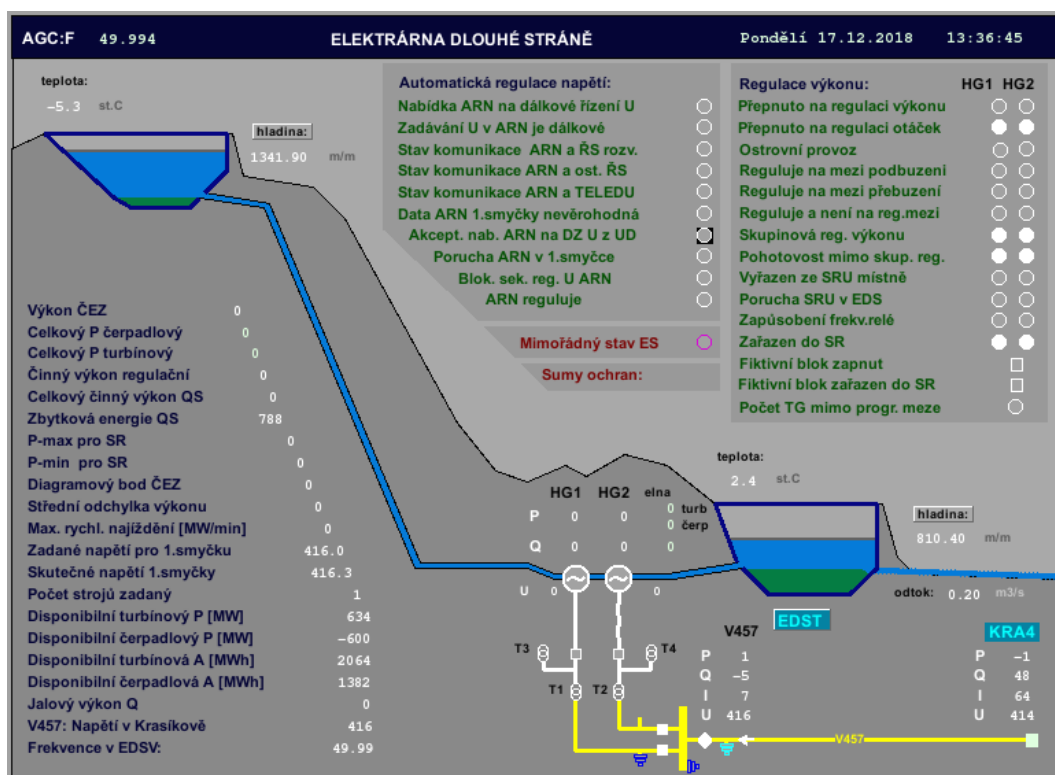 AGC:F 49.994 ELEKTRÁRNA DLOUHÉ STRÁNĚ Pondělí 17.12.2018 13:36:45
teplota:
-5.3 st.C
hladina:
1341.90 m/m
Automatická regulace napětí:
Nabídka ARN na dálkové řízení U
Zadávání U v ARN je dálkové
Stav komunikace ARN a ŘS rozv.
Stav komunikace ARN a ost. ŘS
Stav komunikace ARN a TELEDU
Data ARN 1.smyčky nevěrohodná
Akcept. nab. ARN na DZ U z UD
Porucha ARN v 1.smyčce
Blok. sek. reg. U ARN
ARN reguluje
Mimořádný stav ES
Sumy ochran:
Regulace výkonu: HG1 HG2
Přepnuto na regulaci výkonu
Přepnuto na regulaci otáček
Ostrovní provoz
Reguluje na mezi podbuzeni
Reguluje na mezi přebuzení
Reguluje a není na reg.mezi
Skupinová reg. výkonu
Pohotovost mimo skup. reg.
Vyřazen ze SRU místně
Porucha SRU v EDS
Zapůsobení frekv.relé
Zařazen do SR
Fiktivní blok zapnut
Fiktivní blok zařazen do SR
Počet TG mimo progr. meze
Výkon ČEZ 0
Celkový P čerpadlový 0
Celkový P turbínový 0
Činný výkon regulační 0
Celkový činný výkon QS 0
Zbytková energie QS 788
P-max pro SR 0
P-min pro SR 0
Diagramový bod ČEZ 0
Střední odchylka výkonu 0
Max. rychl. najíždění [MW/min] 0
Zadané napětí pro 1.smyčku 416.0
Skutečné napětí 1.smyčky 416.3
Počet strojů zadaný 1
Disponibilní turbínový P [MW] 634
Disponibilní čerpadlový P [MW] -600
Disponibilní turbínová A [MWh] 2064
Disponibilní čerpadlová A [MWh] 1382
Jalový výkon Q 0
V457: Napětí v Krasíkově 416
Frekvence v EDSV: 49.99
HG1 HG2 elna
P 0 0 0 turb
0 čerp
Q 0 0 0
U 0 0
T3 T4
T1 T2
teplota:
2.4 st.C
hladina:
810.40 m/m
odtok: 0.20 m3/s
EDST
V457
P 1
Q -5
I 7
U 416
KRA4
P -1
Q 48
I 64
U 414
V457